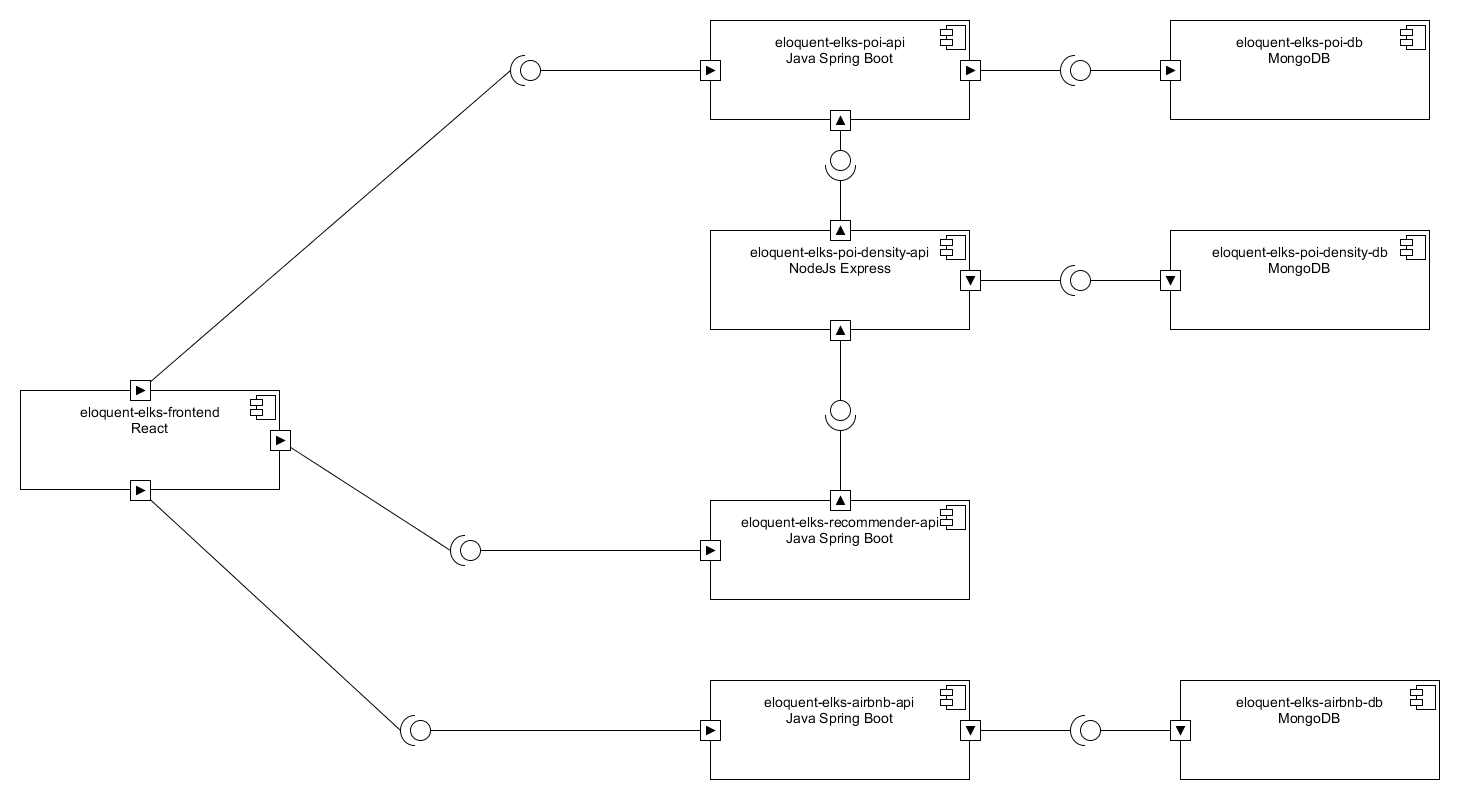 eloquent-elks-poi-api
Java Spring Boot
eloquent-elks-poi-db
MongoDB
eloquent-elks-poi-density-api
NodeJs Express
eloquent-elks-poi-density-db
MongoDB
eloquent-elks-frontend
React
eloquent-elks-recommender-api
Java Spring Boot
eloquent-elks-airbnb-api
Java Spring Boot
eloquent-elks-airbnb-db
MongoDB